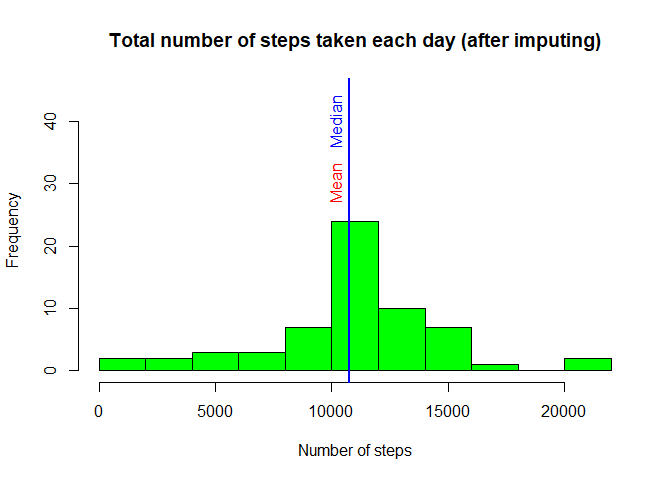 Total number of steps taken each day (after imputing)
Frequency
0
10
20
30
40
Mean
Median
0
5000
10000
15000
20000
Number of steps